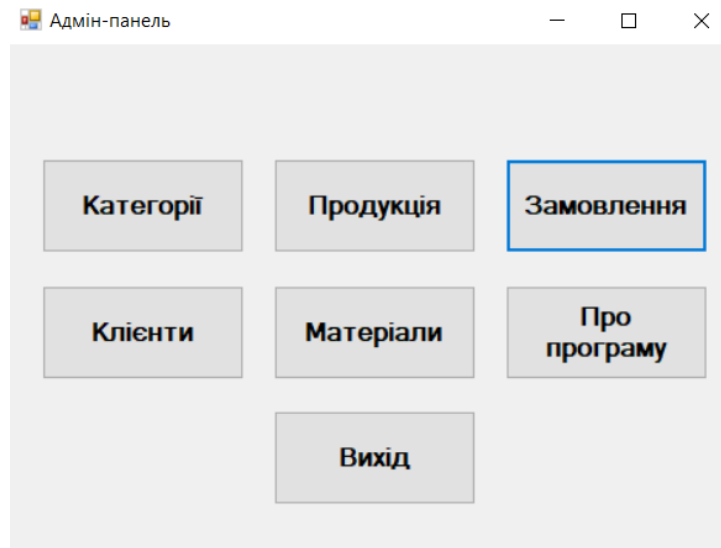 Адмін-панель
Категорії
Продукція
Замовлення
Клієнти
Матеріали
Про
програму
Вихід